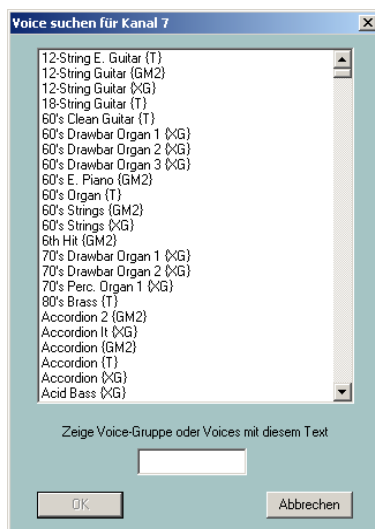 Voice suchen für Kanal 7
12-String E. Guitar {T}
12-String Guitar {GM2}
12-String Guitar {XG}
18-String Guitar {T}
60's Clean Guitar {T}
60's Drawbar Organ 1 {XG}
60's Drawbar Organ 2 {XG}
60's Drawbar Organ 3 {XG}
60's E. Piano {GM2}
60's Organ {T}
60's Strings {GM2}
60's Strings {XG}
6th Hit {GM2}
70's Drawbar Organ 1 {XG}
70's Drawbar Organ 2 {XG}
70's Perc. Organ 1 {XG}
80's Brass {T}
Accordion 2 {GM2}
Accordion It {XG}
Accordion {GM2}
Accordion {T}
Accordion {XG}
Acid Bass {XG}
Zeige Voice-Gruppe oder Voices mit diesem Text
OK
Abbrechen